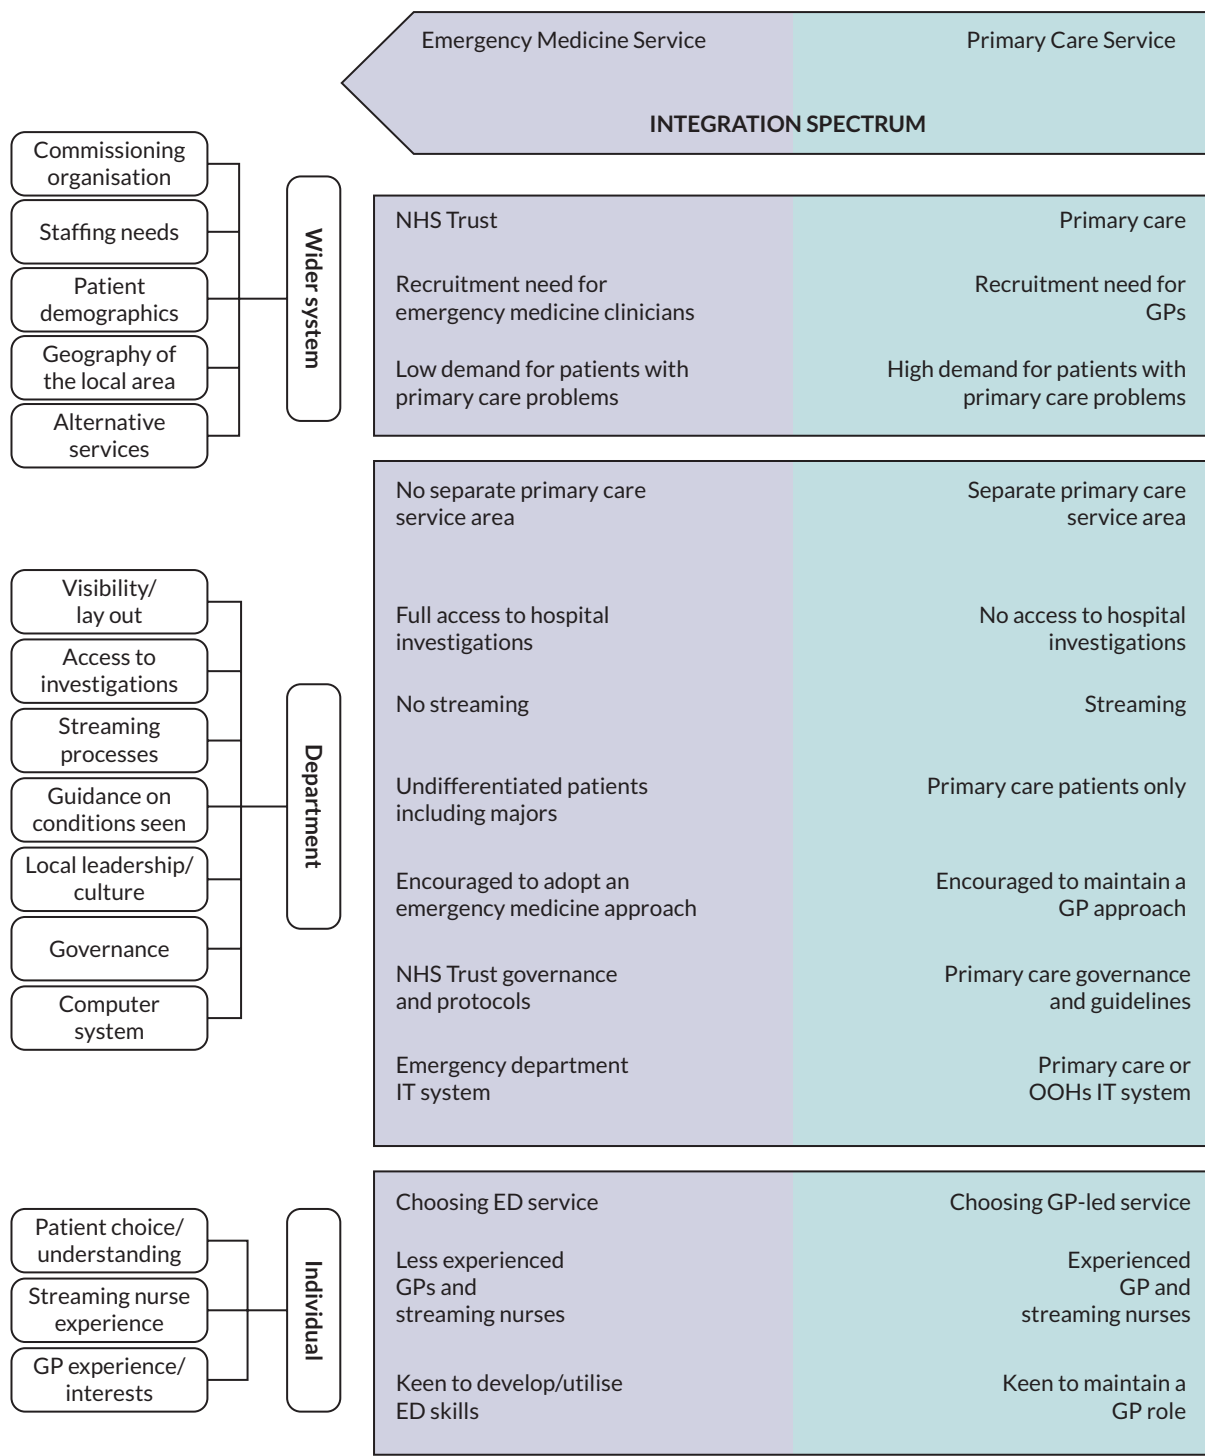 Emergency Medicine Service
Primary Care Service
INTEGRATION SPECTRUM
Commissioning
organisation
Staffing needs
Patient
demographics
Geography of
the local area
Alternative
services
Wider system
NHS Trust
Primary care
Recruitment need for
emergency medicine clinicians
Recruitment need for
GPs
Low demand for patients with
primary care problems
High demand for patients with
primary care problems
Visibility/
lay out
Access to
investigations
Streaming
processes
Guidance on
conditions seen
Local leadership/
culture
Governance
Computer
system
Department
No separate primary care
service area
Separate primary care
service area
Full access to hospital
investigations
No access to hospital
investigations
No streaming
Streaming
Undifferentiated patients
including majors
Primary care patients only
Encouraged to adopt an
emergency medicine approach
Encouraged to maintain a
GP approach
NHS Trust governance
and protocols
Primary care governance
and guidelines
Emergency department
IT system
Primary care or
OOHs IT system
Patient choice/
understanding
Streaming nurse
experience
GP experience/
interests
Individual
Choosing ED service
Choosing GP-led service
Less experienced
GPs and
streaming nurses
Experienced
GP and
streaming nurses
Keen to develop/utilise
ED skills
Keen to maintain a
GP role